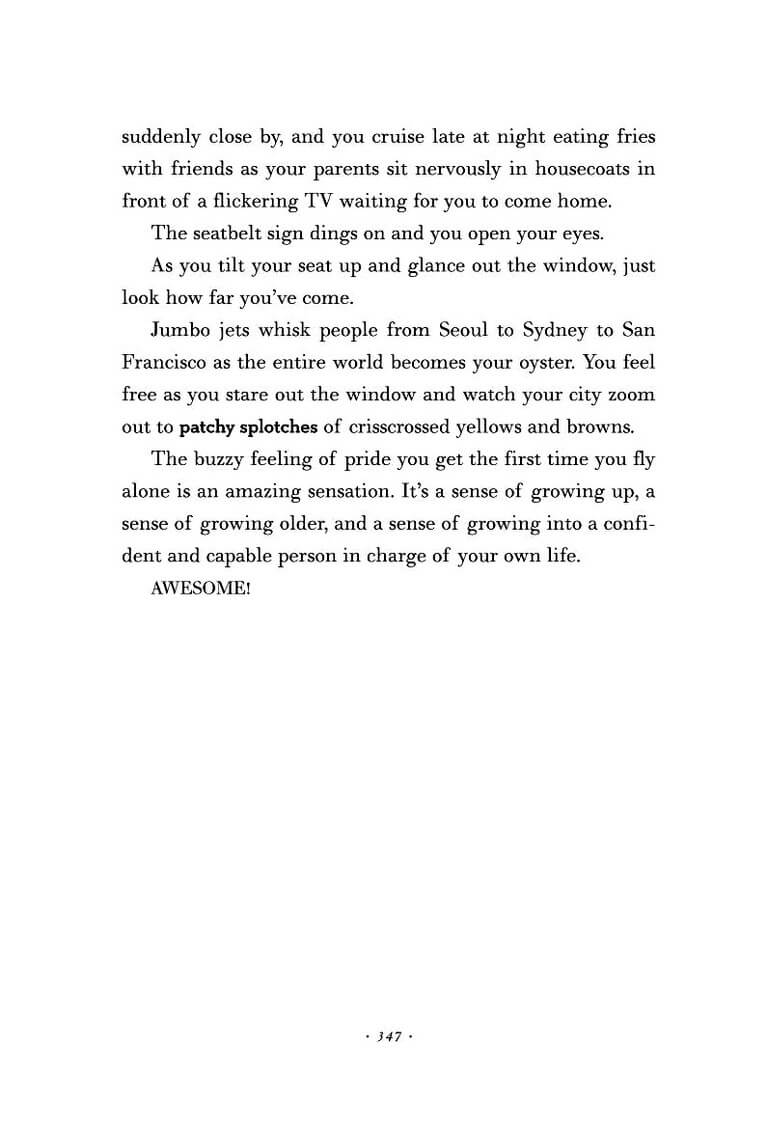 suddenly close by, and you cruise late at night eating fries
with friends as your parents sit nervously in housecoats in
front of a flickering TV waiting for you to come home.
The seatbelt sign dings on and you open your eyes.
As you tilt your seat up and glance out the window, just
look how far you’ve come.
Jumbo jets whisk people from Seoul to Sydney to San
Francisco as the entire world becomes your oyster. You feel
free as you stare out the window and watch your city zoom
out to patchy splotches of crisscrossed yellows and browns.
The buzzy feeling of pride you get the first time you fly
alone is an amazing sensation. It’s a sense of growing up, a
sense of growing older, and a sense of growing into a confi-
dent and capable person in charge of your own life.
AWESOME!
· 347 ·